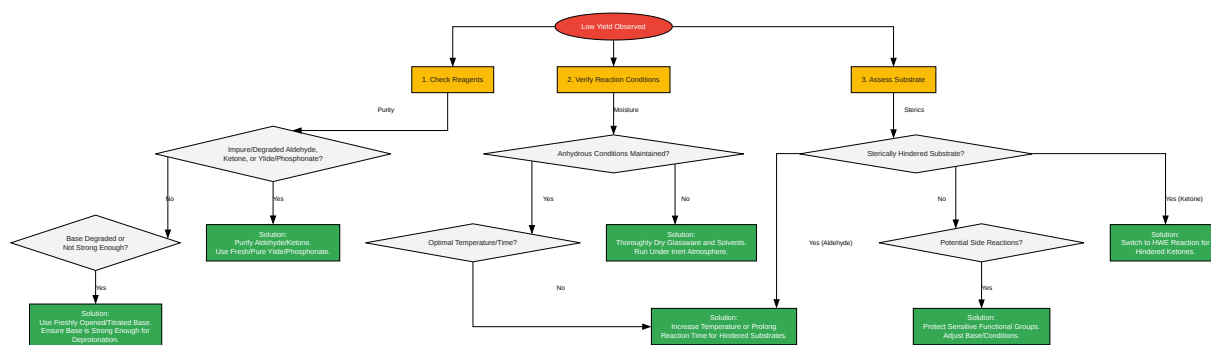 Low Yield Observed
1. Check Reagents
2. Verify Reaction Conditions
3. Assess Substrate
Purity
Moisture
Sterics
Impure/Degraded Aldehyde,
Ketone, or Ylide/Phosphonate?
Anhydrous Conditions Maintained?
Sterically Hindered Substrate?
No
Yes
Yes
No
No
Yes (Ketone)
Base Degraded or
Not Strong Enough?
Solution:
Purify Aldehyde/Ketone.
Use Fresh/Pure Ylide/Phosphonate.
Optimal Temperature/Time?
Solution:
Thoroughly Dry Glassware and Solvents.
Run Under Inert Atmosphere.
Yes (Aldehyde)
Potential Side Reactions?
Solution:
Switch to HWE Reaction for
Hindered Ketones.
Yes
No
Yes
Solution:
Use Freshly Opened/Titrated Base.
Ensure Base is Strong Enough for
Deprotonation.
Solution:
Increase Temperature or Prolong
Reaction Time for Hindered Substrates.
Solution:
Protect Sensitive Functional Groups.
Adjust Base/Conditions.